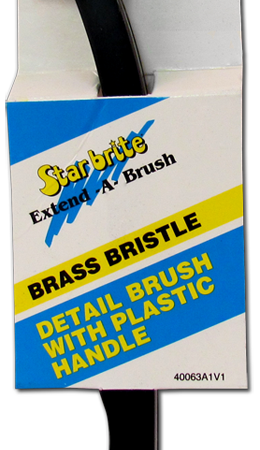 Star brite
Extend-A-Brush
BRASS BRISTLE
DETAIL BRUSH
WITH PLASTIC
HANDLE
40063A1V1